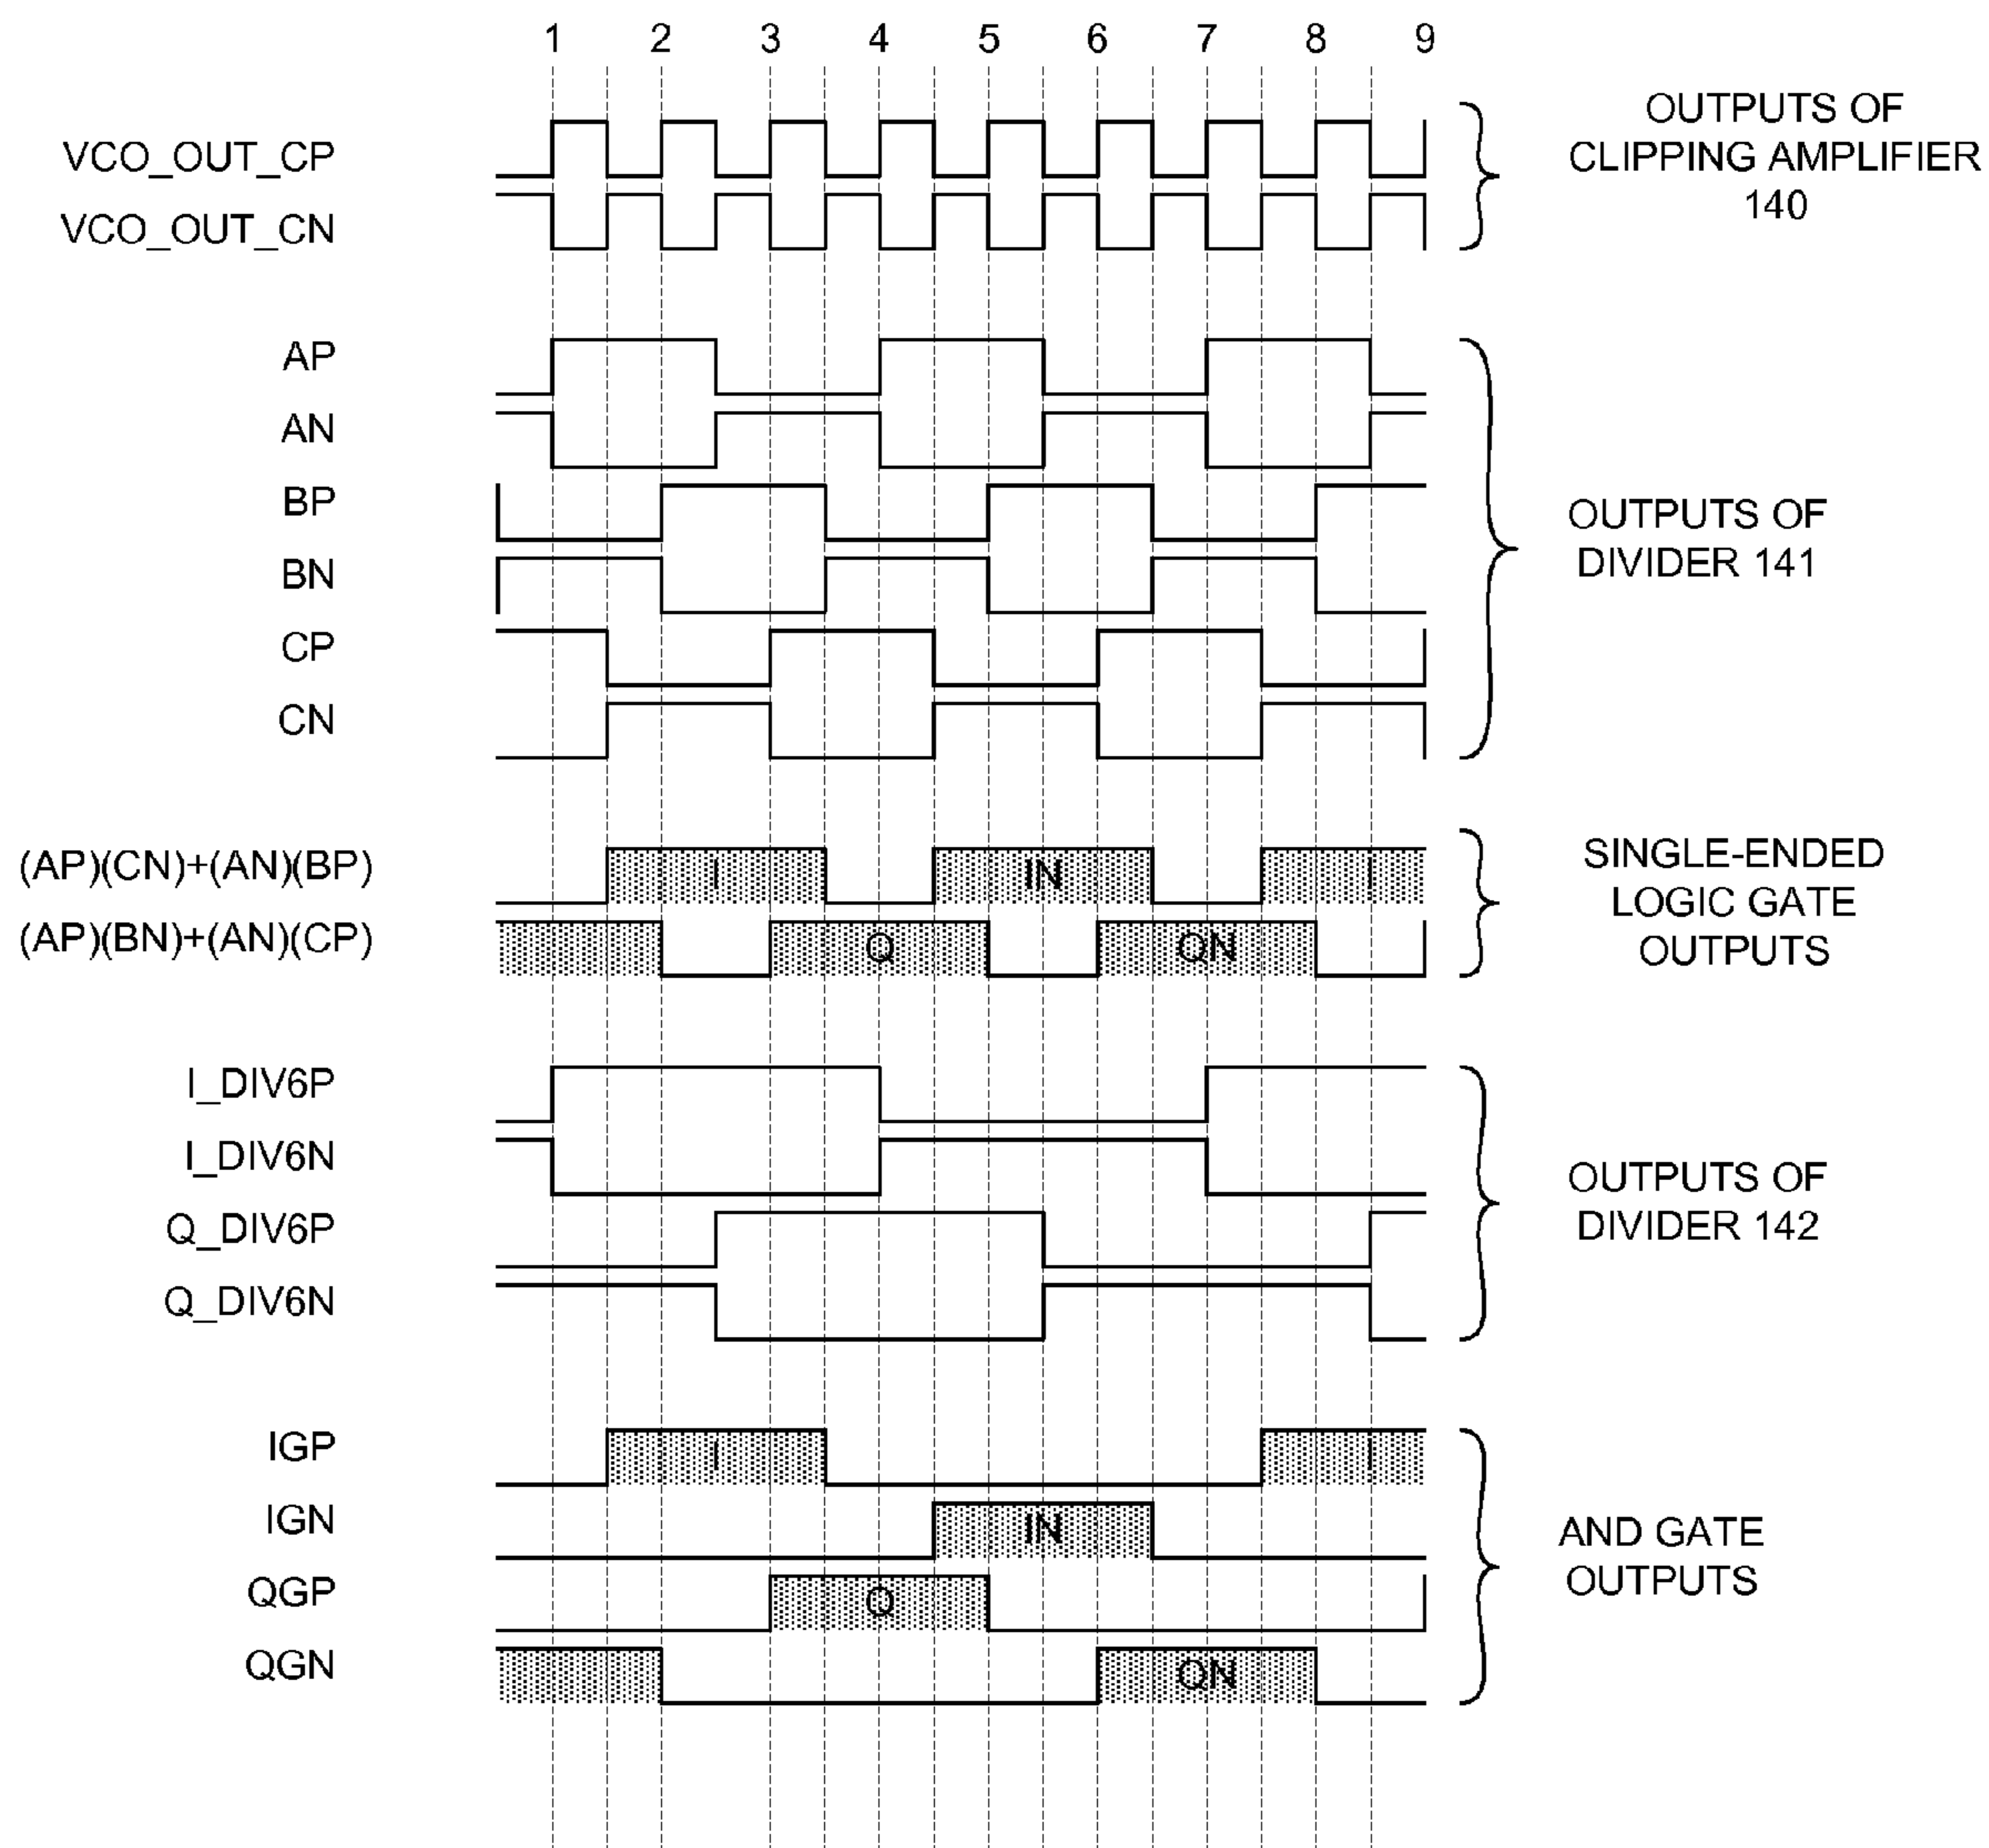 1 2 3 4 5 6 7 8 9
VCO_OUT_CP
VCO_OUT_CN
OUTPUTS OF
CLIPPING AMPLIFIER
140
AP
AN
BP
BN
CP
CN
OUTPUTS OF
DIVIDER 141
(AP)(CN)+(AN)(BP)
I IN I
(AP)(BN)+(AN)(CP)
Q QN
SINGLE-ENDED
LOGIC GATE
OUTPUTS
I_DIV6P
I_DIV6N
Q_DIV6P
Q_DIV6N
OUTPUTS OF
DIVIDER 142
IGP
I I
IGN
IN
QGP
Q
QGN
QN
AND GATE
OUTPUTS